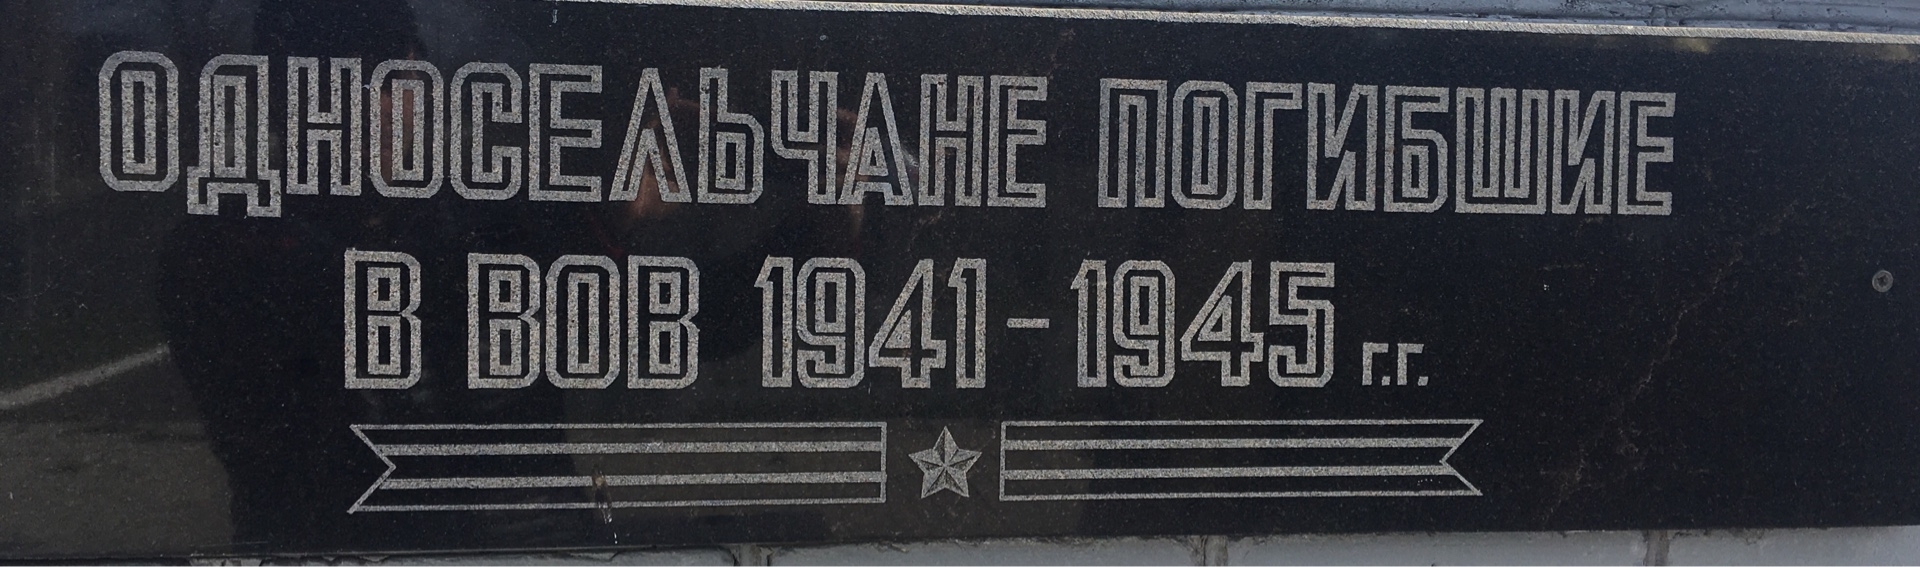 ОДНОСЕЛЬЧАНЕ ПОГИБШИЕ
В ВОВ 1941-1945 г.г.